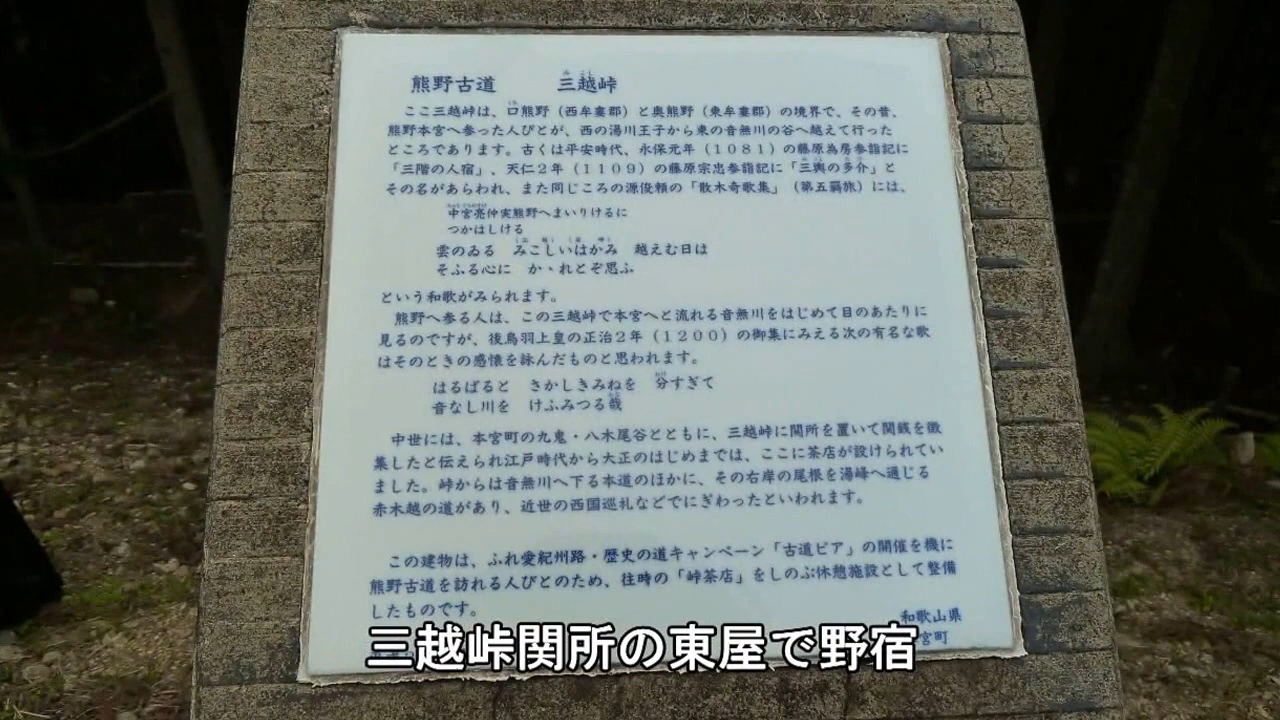 熊野古道　三越峠
ここ三越峠は、口熊野（西牟婁郡）と奥熊野（東牟婁郡）の境界で、その昔、
熊野本宮へ参った人びとが、西の湯川王子から東の音無川の谷へ越えて行った
ところであります。古くは平安時代、永保元年（1081）の藤原為房参詣記に
「三階の人宿」、天仁2年（1109）の藤原宗忠参詣記に「三輿の多介」と
その名があらわれ、また同じころの源俊頼の「散木奇歌集」（第五羇旅）には、
中宮亮仲実熊野へまいりけるに
つかはしける
雲のゐる　みこしいはかみ　越えむ日は
そふる心に　かゝれとぞ思ふ
という和歌がみられます。
熊野へ参る人は、この三越峠で本宮へと流れる音無川をはじめて目のあたりに
見るのですが、後鳥羽上皇の正治2年（1200）の御集にみえる次の有名な歌
はそのときの感懐を詠んだものと思われます。
はるばると　さかしきみねを　分すぎて
音なし川を　けふみつる哉
中世には、本宮町の九鬼・八木尾谷とともに、三越峠に関所を置いて関銭を徴
集したと伝えられ江戸時代から大正のはじめまでは、ここに茶店が設けられてい
ました。峠からは音無川へ下る本道のほかに、その右岸の尾根を湯峰へ通じる
赤木越の道があり、近世の西国巡礼などでにぎわったといわれます。
この建物は、ふれ愛紀州路・歴史の道キャンペーン「古道ピア」の開催を機に
熊野古道を訪れる人びとのため、往時の「峠茶店」をしのぶ休憩施設として整備
したものです。
和歌山県
宮町
三越峠関所の東屋で野宿